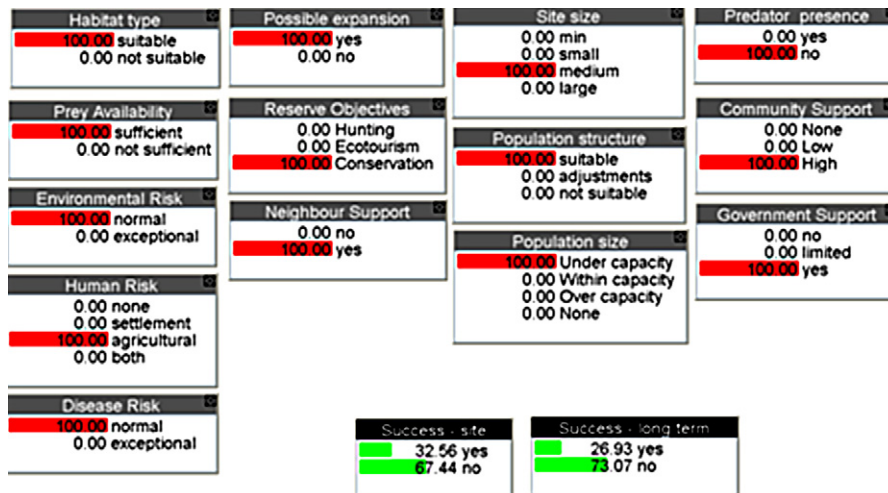 Habitat type
100.00 suitable
0.00 not suitable
Prey Availability
100.00 sufficient
0.00 not sufficient
Environmental Risk
100.00 normal
0.00 exceptional
Human Risk
0.00 none
0.00 settlement
100.00 agricultural
0.00 both
Disease Risk
100.00 normal
0.00 exceptional
Possible expansion
100.00 yes
0.00 no
Reserve Objectives
0.00 Hunting
0.00 Ecotourism
100.00 Conservation
Neighbour Support
0.00 no
100.00 yes
Site size
0.00 min
0.00 small
100.00 medium
0.00 large
Population structure
100.00 suitable
0.00 adjustments
0.00 not suitable
Population size
100.00 Under capacity
0.00 Within capacity
0.00 Over capacity
0.00 None
Predator presence
0.00 yes
100.00 no
Community Support
0.00 None
0.00 Low
100.00 High
Government Support
0.00 no
0.00 limited
100.00 yes
Success - site
32.56 yes
67.44 no
Success - long term
26.93 yes
73.07 no